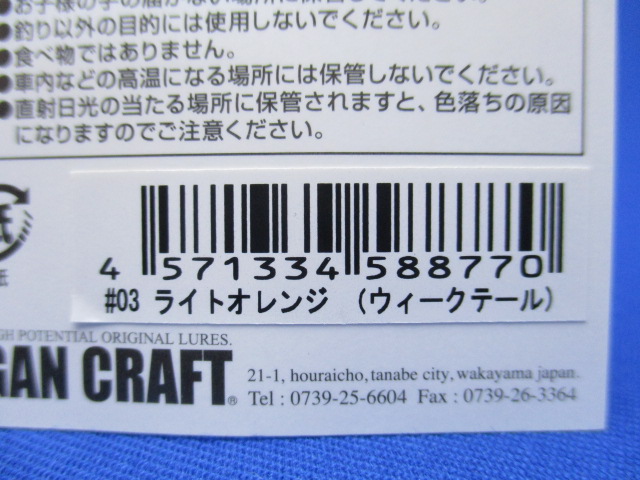 ●お子様の手の届かない場所に保管してください。
●釣り以外の目的には使用しないでください。
●食べ物ではありません。
●車内などの高温になる場所には保管しないでください。
●直射日光の当たる場所に保管されますと、色落ちの原因
になりますのでご注意ください。
紙
紙
4 571334 588770
#03 ライトオレンジ (ウィークテール)
GH POTENTIAL ORIGINAL LURES.
GAN CRAFT®
21-1, houraicho, tanabe city, wakayama japan.
Tel : 0739-25-6604 Fax : 0739-26-3364